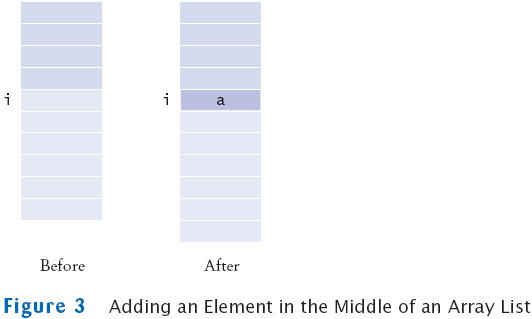 i
i
a
Before
After
Figure 3 Adding an Element in the Middle of an Array List